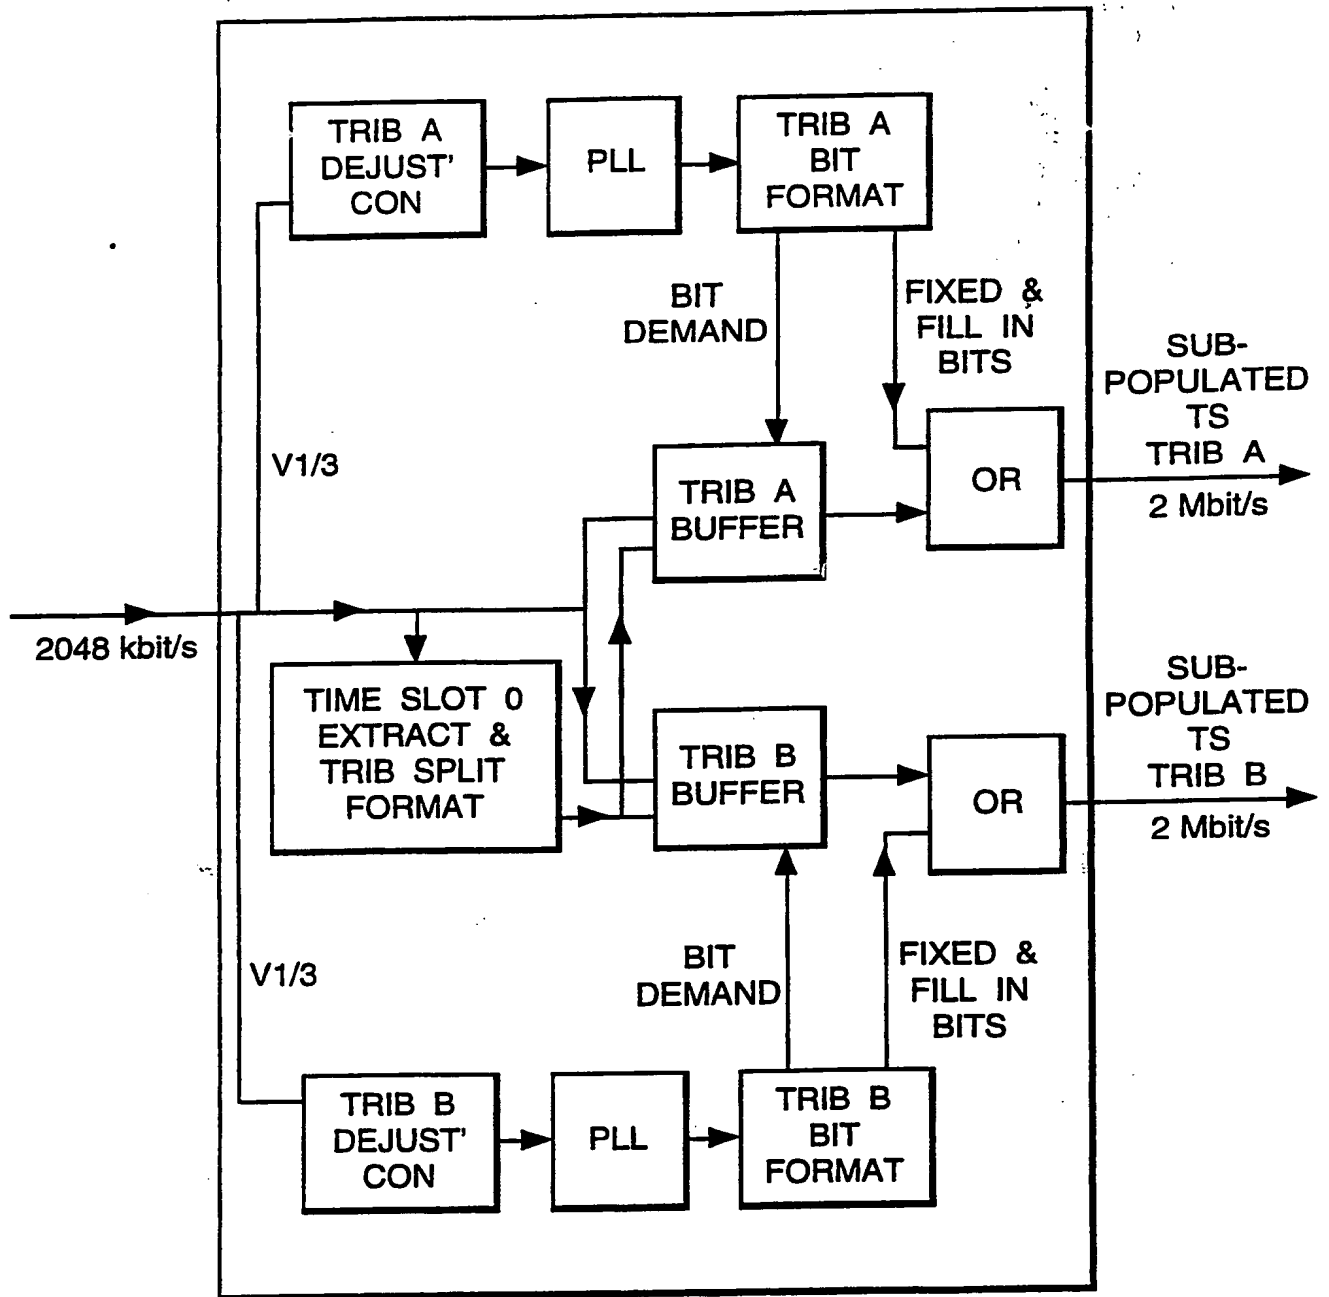 TRIB A
DEJUST'
CON
PLL
TRIB A
BIT
FORMAT
BIT
DEMAND
FIXED &
FILL IN
BITS
SUB-
POPULATED
TS
TRIB A
2 Mbit/s
V1/3
TRIB A
BUFFER
OR
2048 kbit/s
TIME SLOT 0
EXTRACT &
TRIB SPLIT
FORMAT
TRIB B
BUFFER
OR
SUB-
POPULATED
TS
TRIB B
2 Mbit/s
V1/3
BIT
DEMAND
FIXED &
FILL IN
BITS
TRIB B
DEJUST'
CON
PLL
TRIB B
BIT
FORMAT